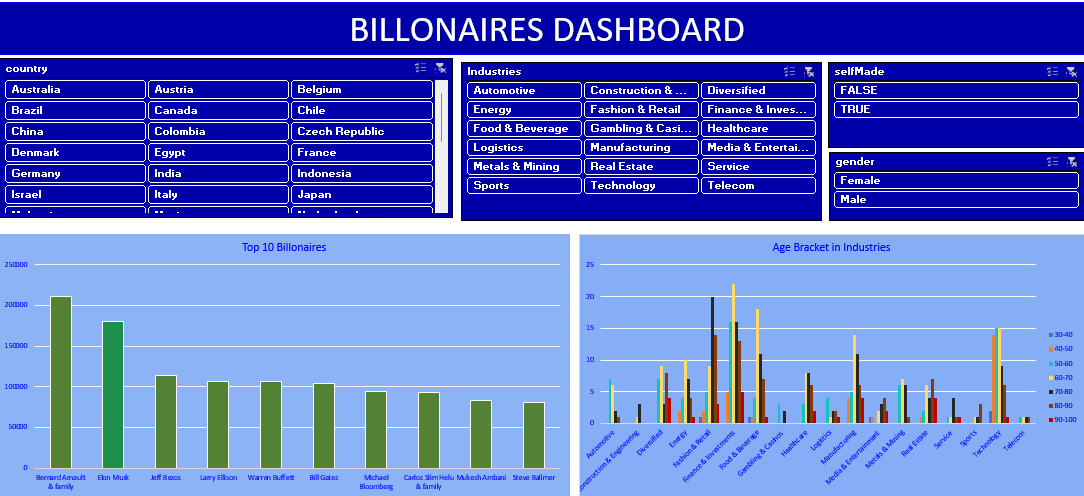 BILLONAIRES DASHBOARD
country
Australia Austria Belgium
Brazil Canada Chile
China Colombia Czech Republic
Denmark Egypt France
Germany India Indonesia
Israel Italy Japan
Industries
Automotive Construction & ... Diversified
Energy Fashion & Retail Finance & Inves...
Food & Beverage Gambling & Casi... Healthcare
Logistics Manufacturing Media & Entertai...
Metals & Mining Real Estate Service
Sports Technology Telecom
selfMade
FALSE
TRUE
gender
Female
Male
Top 10 Billonaires
250000
200000
150000
100000
50000
0
Bernard Arnault & family
Elon Musk
Jeff Bezos
Larry Ellison
Warren Buffett
Bill Gates
Michael Bloomberg
Carlos Slim Helu & family
Mukesh Ambani
Steve Ballmer
Age Bracket in Industries
25
20
15
10
5
0
Automotive
Construction & Engineering
Diversified
Energy
Fashion & Retail
Finance & Investments
Food & Beverage
Gambling & Casinos
Healthcare
Logistics
Manufacturing
Media & Entertainment
Metals & Mining
Real Estate
Service
Sports
Technology
Telecom
30-40
40-50
50-60
60-70
70-80
80-90
90-100